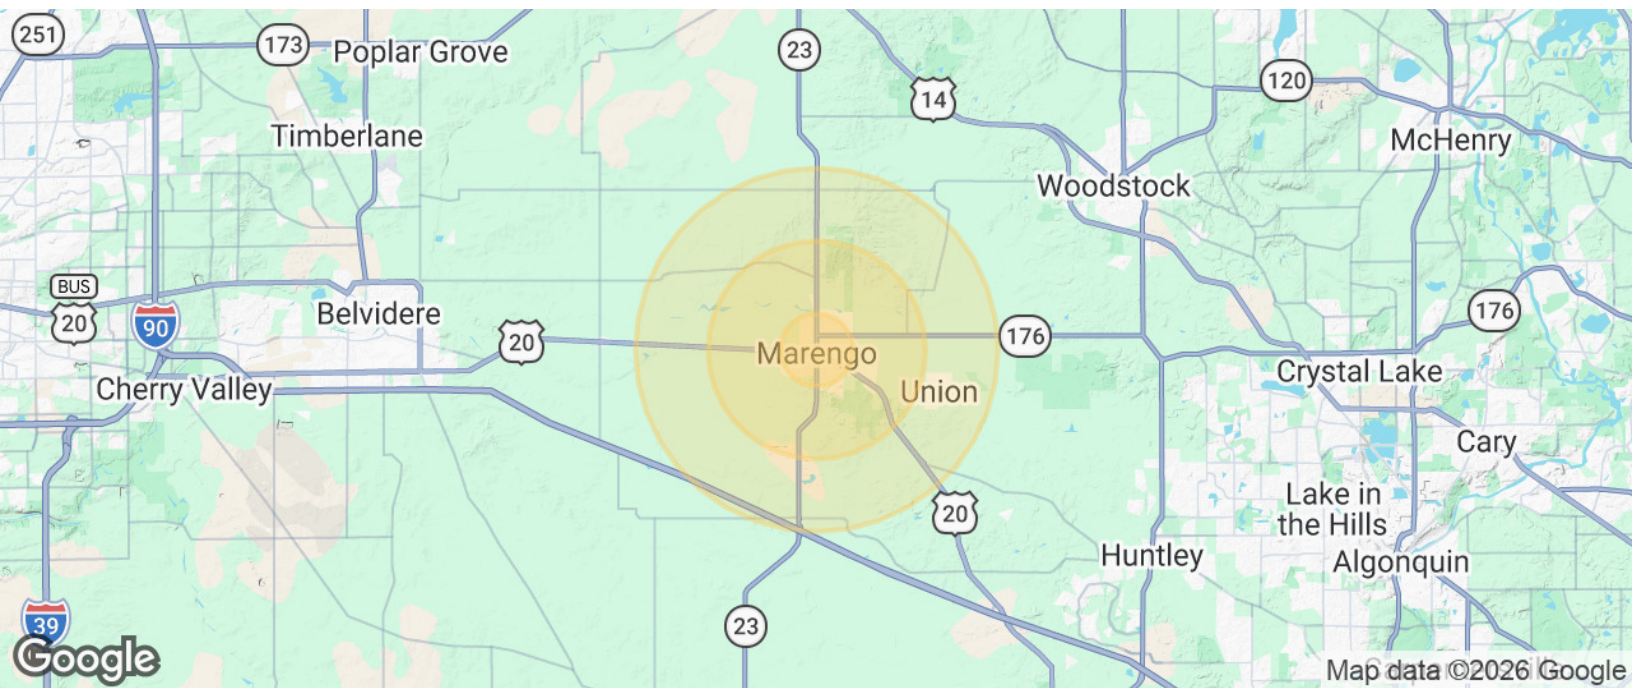 251
173
Poplar Grove
23
14
120
McHenry
Timberlane
Woodstock
BUS
20
90
Belvidere
20
176
176
Marengo
Union
Cherry Valley
Crystal Lake
Cary
20
Lake in
the Hills
Huntley
Algonquin
39
23
Google
Map data ©2026 Google